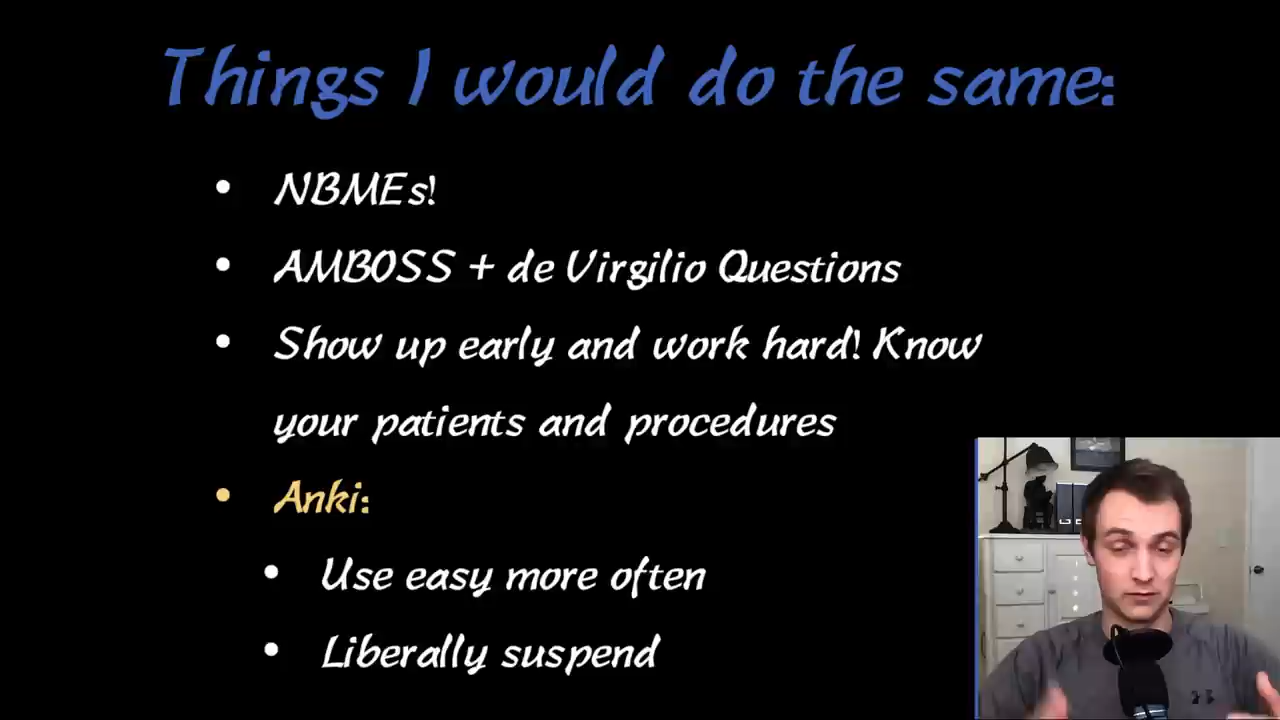 Things I would do the same:
• NBMEs!
• AMBOSS + de Virgilio Questions
• Show up early and work hard! Know
your patients and procedures
• Anki:
• Use easy more often
• Liberally suspend